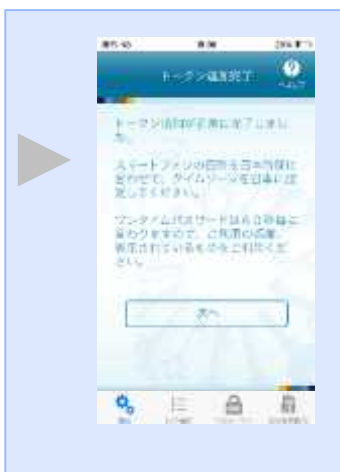 トークン追加完了
ヘルプ
トークン追加が正常に完了しまし
た。
スマートフォンの時刻を日本時間に
合わせて、タイムゾーンを日本に設
定してください。
ワンタイムパスワードは60秒毎に
変わりますので、ご利用の都度、
表示されているものをご利用くだ
さい。
次へ